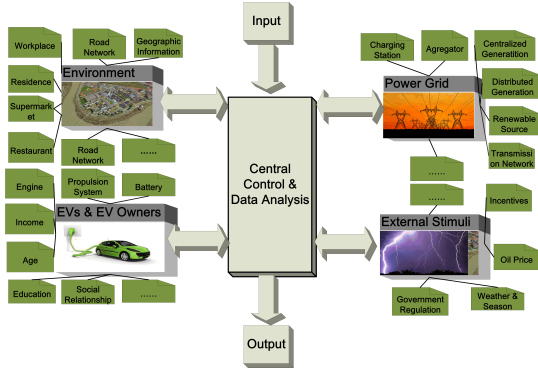 Input
Workplace
Road
Network
Geographic
Information
Residence
Environment
Supermark
et
Restaurant
Road
Network
......
Charging
Station
Agregator
Centralized
Generatition
Power Grid
Distributed
Generation
Renewable
Source
Transmissi
on Network
......
Central
Control &
Data Analysis
Engine
Propulsion
System
Battery
Income
EVs & EV Owners
Age
Education
Social
Relationship
......
......
Incentives
External Stimuli
Oil Price
Government
Regulation
Weather &
Season
Output